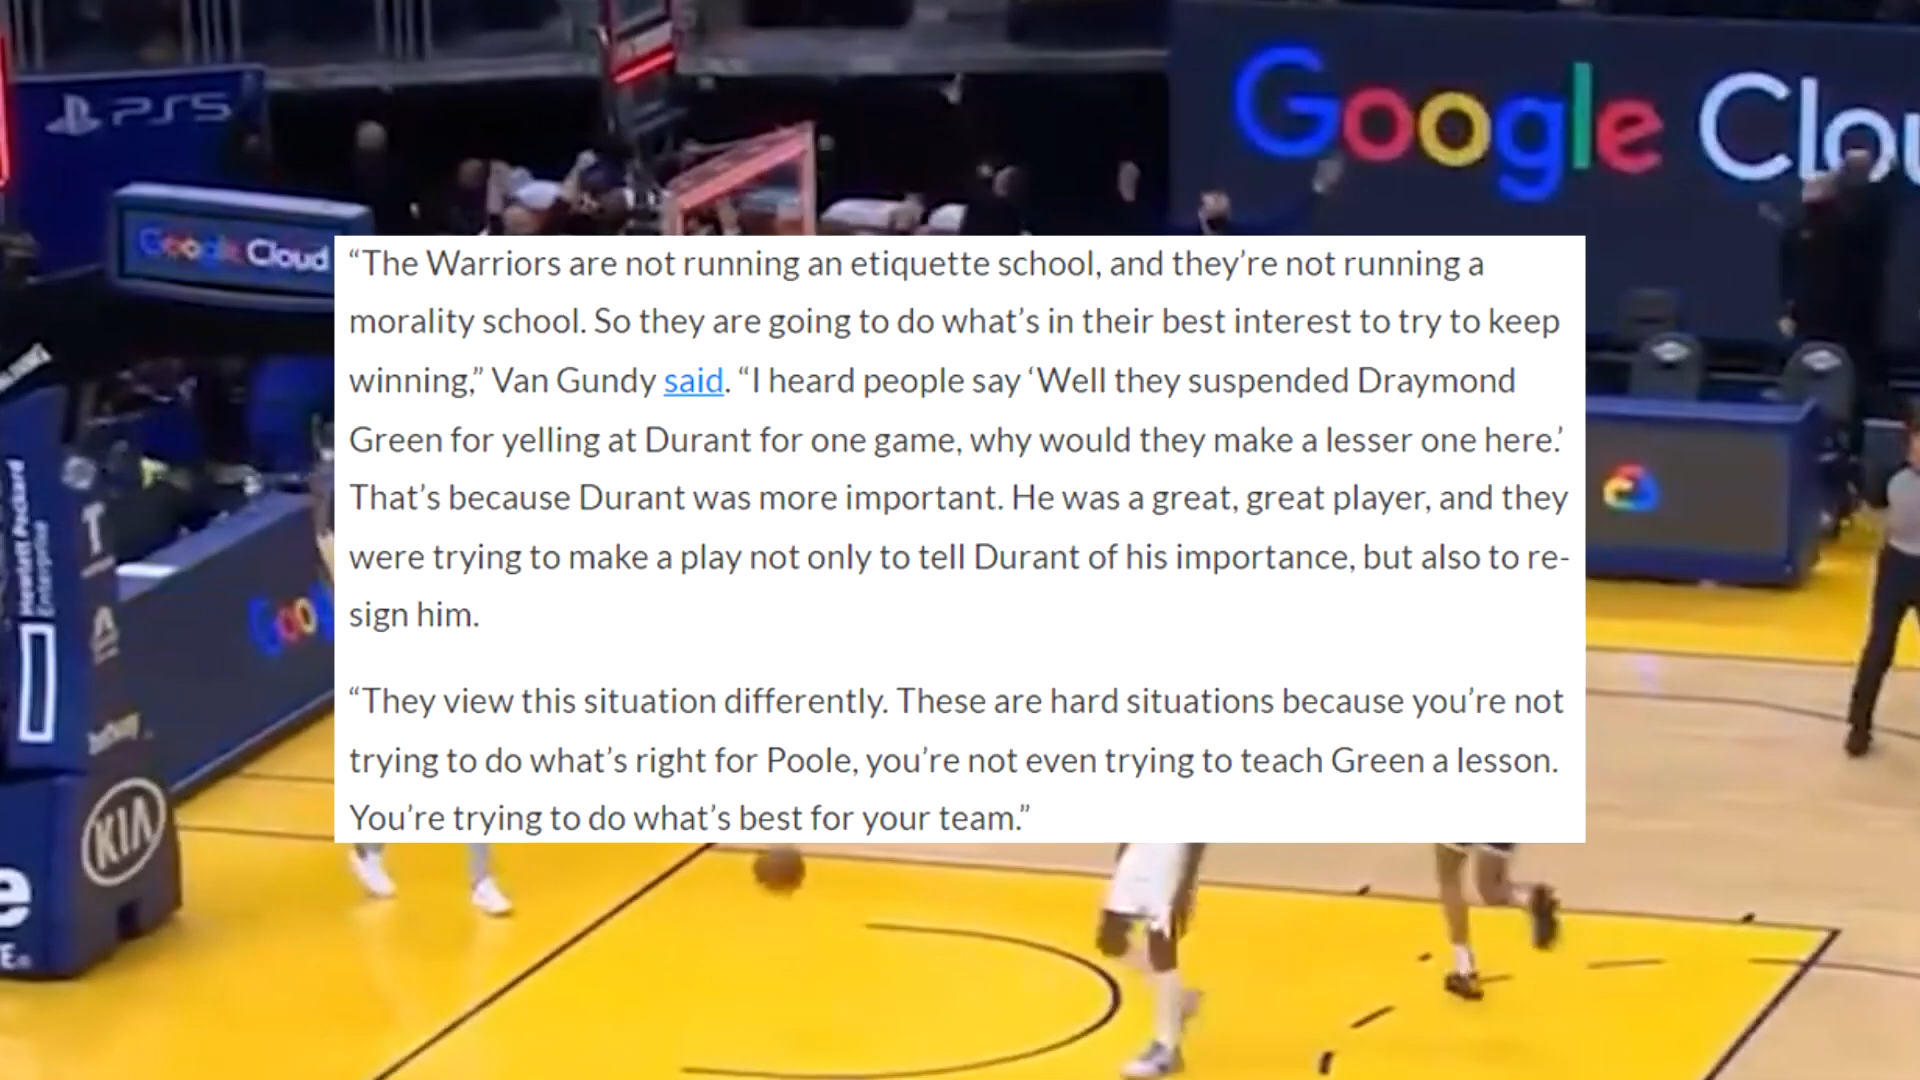 PS5
Google Clou
Google Cloud
“The Warriors are not running an etiquette school, and they’re not running a
morality school. So they are going to do what’s in their best interest to try to keep
winning,” Van Gundy said. “I heard people say ‘Well they suspended Draymond
Green for yelling at Durant for one game, why would they make a lesser one here.’
That’s because Durant was more important. He was a great, great player, and they
were trying to make a play not only to tell Durant of his importance, but also to re-
sign him.
“They view this situation differently. These are hard situations because you’re not
trying to do what’s right for Poole, you’re not even trying to teach Green a lesson.
You’re trying to do what’s best for your team.”
Hewlett Packard
Enterprise
Goo
KIA
e
E